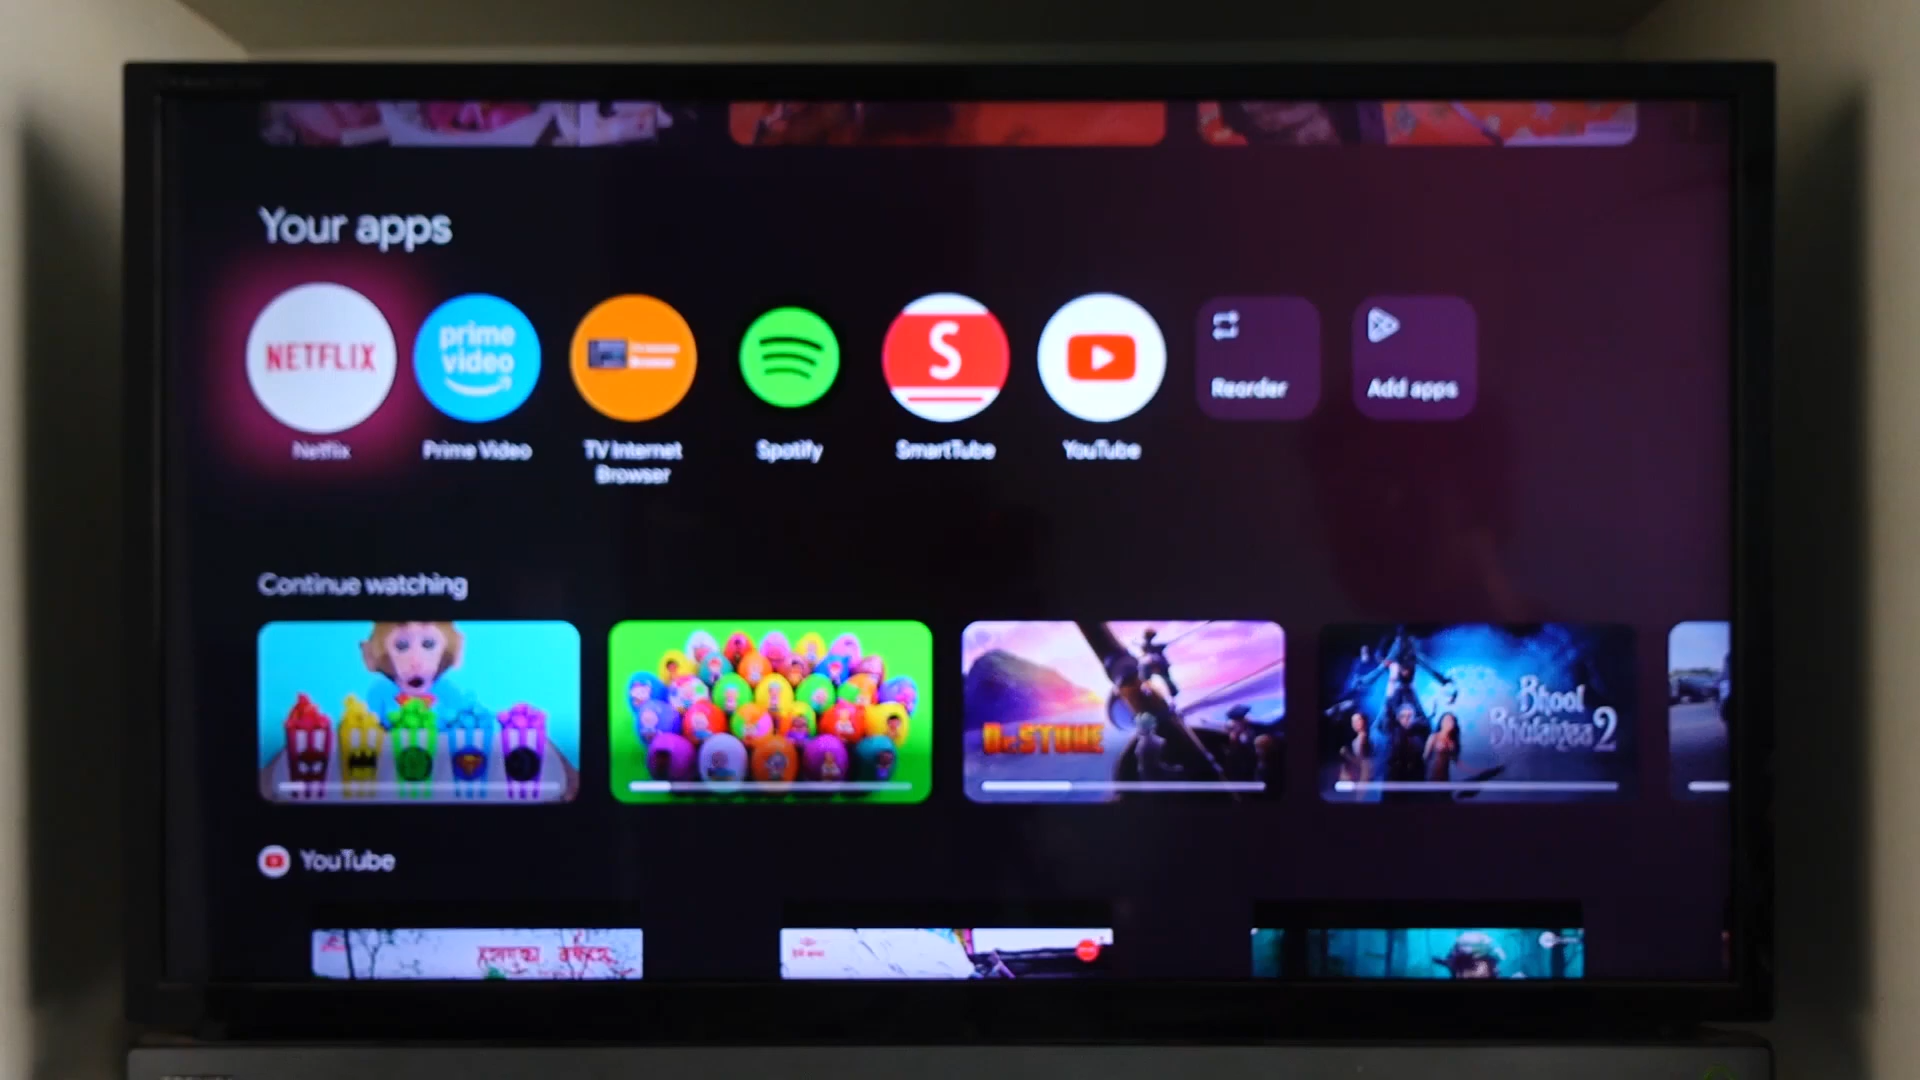 Your apps
NETFLIX
prime video
Browser
S
Reorder
Add apps
Netflix
Prime Video
TV Internet Browser
Spotify
SmartTube
YouTube
Continue watching
Dr.STONE
Bhool
Bhulaiyaa 2
YouTube